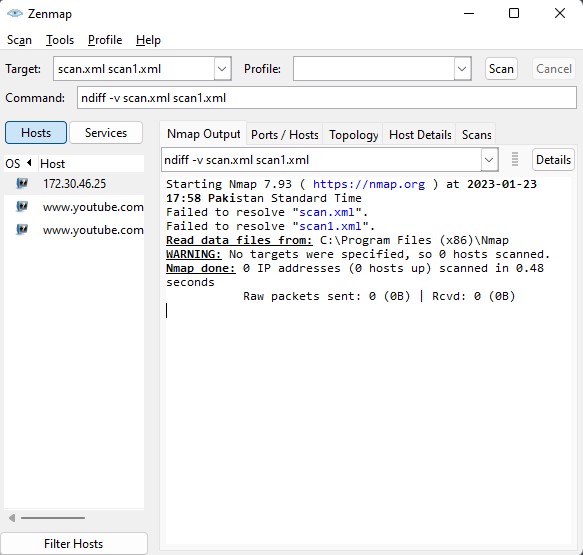 Zenmap
Scan Tools Profile Help
Target: scan.xml scan1.xml Profile: Scan Cancel
Command: ndiff -v scan.xml scan1.xml
Hosts Services
Nmap Output Ports / Hosts Topology Host Details Scans
OS Host
ndiff -v scan.xml scan1.xml Details
172.30.46.25
www.youtube.com
www.youtube.com
Starting Nmap 7.93 ( https://nmap.org ) at 2023-01-23
17:58 Pakistan Standard Time
Failed to resolve "scan.xml".
Failed to resolve "scan1.xml".
Read data files from: C:\Program Files (x86)\Nmap
WARNING: No targets were specified, so 0 hosts scanned.
Nmap done: 0 IP addresses (0 hosts up) scanned in 0.48
seconds
Raw packets sent: 0 (0B) | Rcvd: 0 (0B)
Filter Hosts